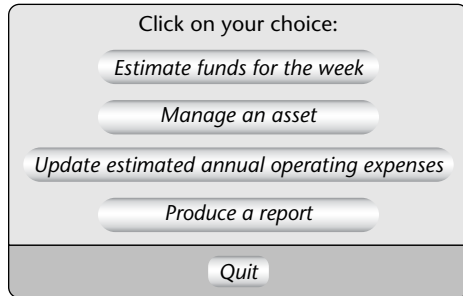 Click on your choice:
Estimate funds for the week
Manage an asset
Update estimated annual operating expenses
Produce a report
Quit